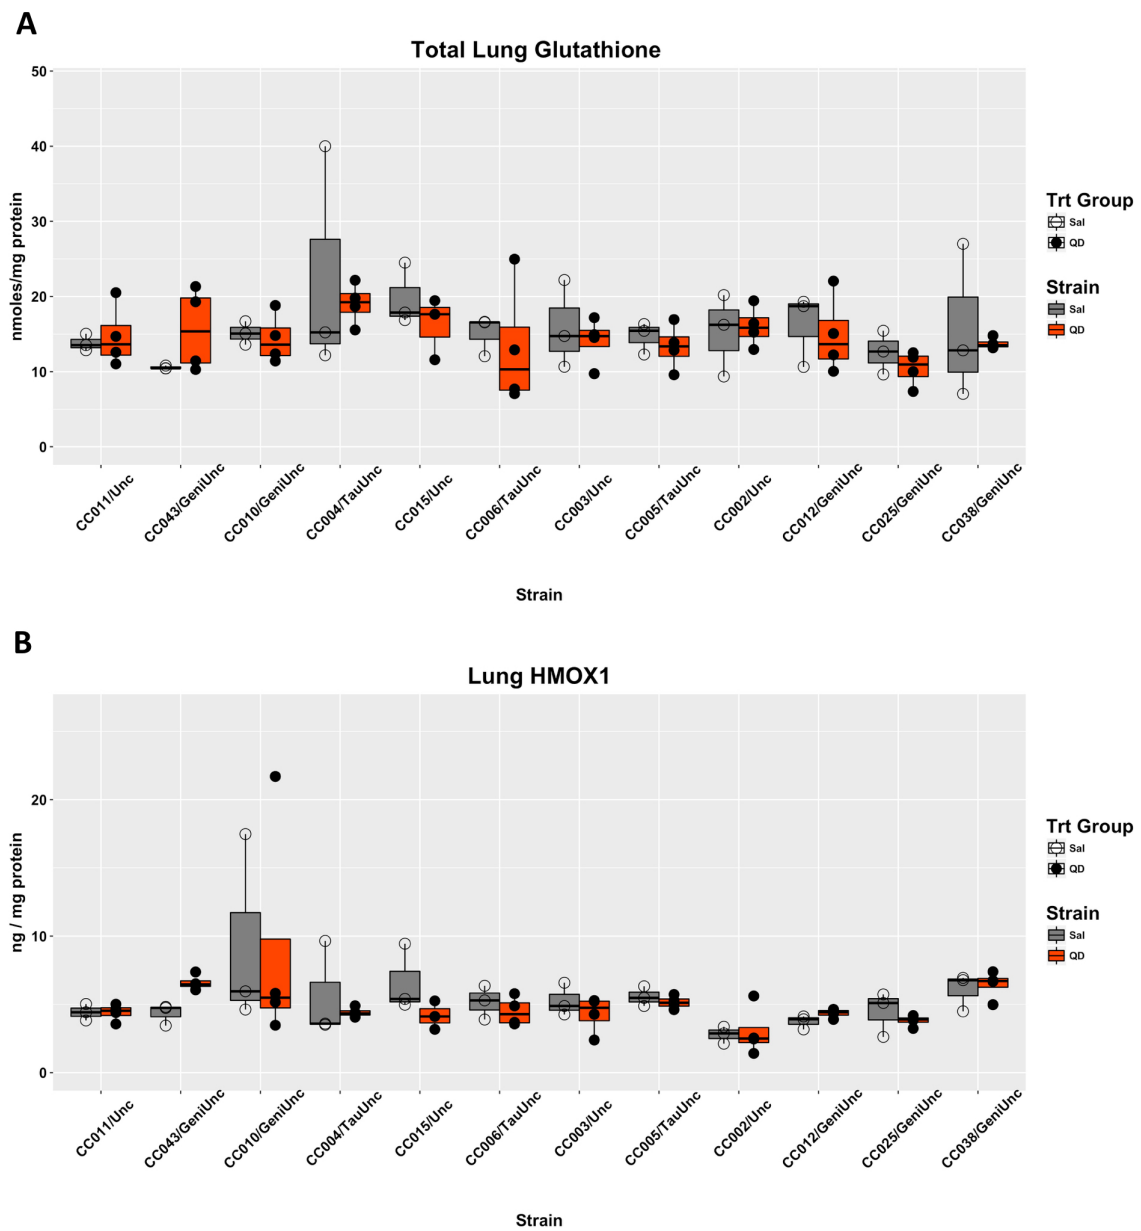 A
Total Lung Glutathione
nmoles/mg protein
50
40
30
20
10
0
CC011/Unc
CC043/GeniUnc
CC010/GeniUnc
CC004/TauUnc
CC015/Unc
CC006/TauUnc
CC003/Unc
CC005/TauUnc
CC002/Unc
CC012/GeniUnc
CC025/GeniUnc
CC038/GeniUnc
Strain
Trt Group
Sal
QD
Strain
Sal
QD
B
Lung HMOX1
ng / mg protein
20
10
0
CC011/Unc
CC043/GeniUnc
CC010/GeniUnc
CC004/TauUnc
CC015/Unc
CC006/TauUnc
CC003/Unc
CC005/TauUnc
CC002/Unc
CC012/GeniUnc
CC025/GeniUnc
CC038/GeniUnc
Strain
Trt Group
Sal
QD
Strain
Sal
QD